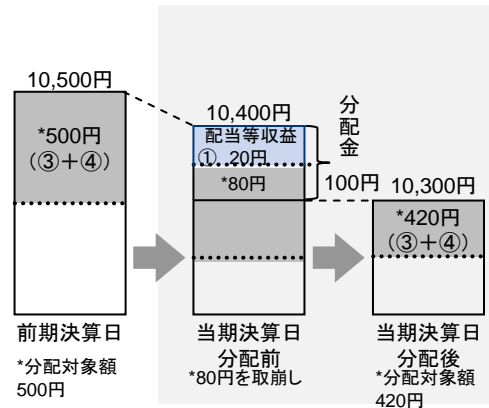 10,500円
*500円
(③+④)
前期決算日
*分配対象額
500円
10,400円
配当等収益
① 20円
*80円
分配金
100円
当期決算日
分配前
*80円を取崩し
10,300円
*420円
(③+④)
当期決算日
分配後
*分配対象額
420円